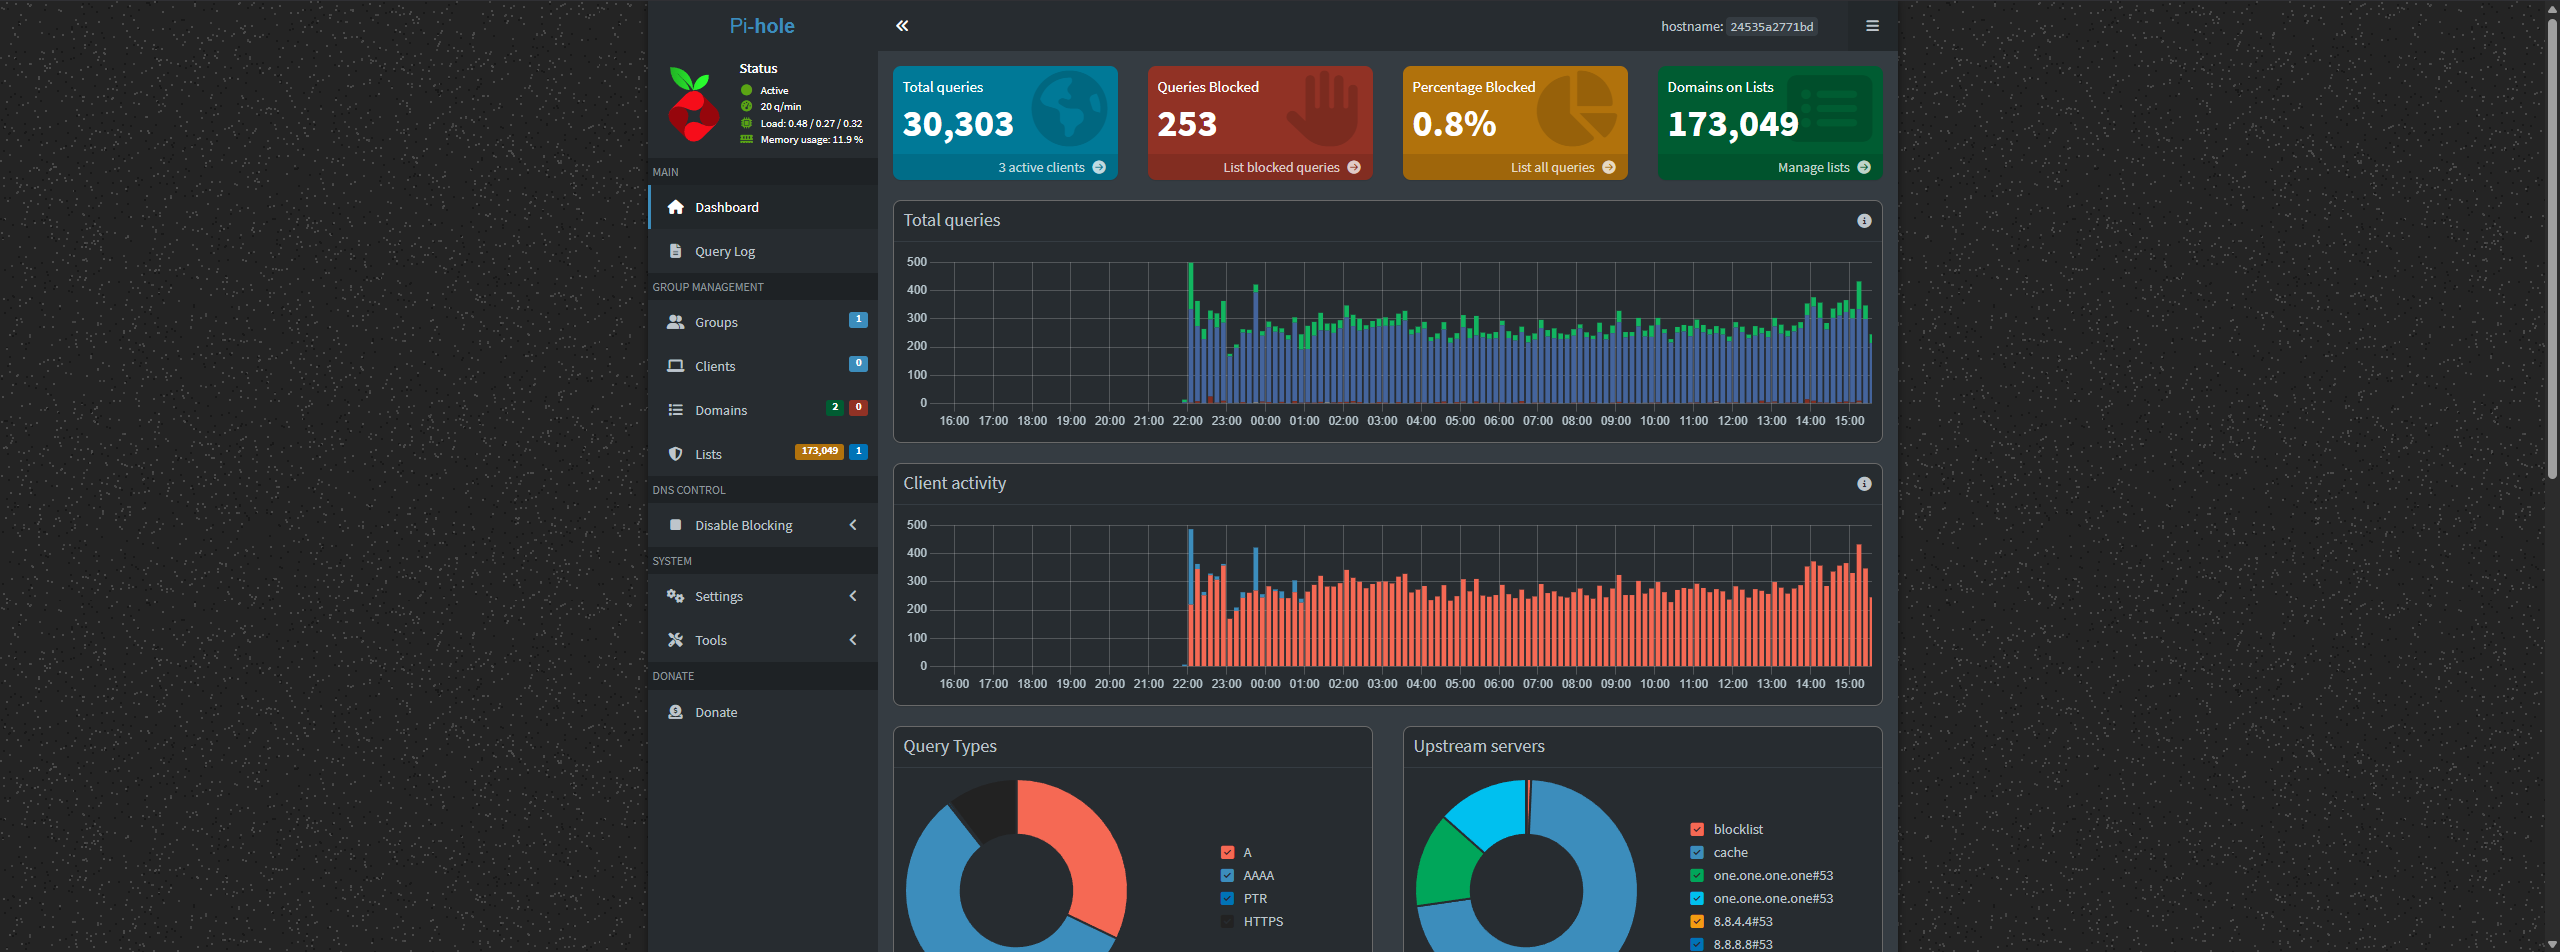 Pi-hole
hostname: 24535a2771bd
Status
Active
20 q/min
Load: 0.48 / 0.27 / 0.32
Memory usage: 11.9 %
MAIN
Dashboard
Query Log
GROUP MANAGEMENT
Groups 1
Clients 0
Domains 2 0
Lists 173,049 1
DNS CONTROL
Disable Blocking
SYSTEM
Settings
Tools
DONATE
Donate
Total queries
30,303
3 active clients
Queries Blocked
253
List blocked queries
Percentage Blocked
0.8%
List all queries
Domains on Lists
173,049
Manage lists
Total queries
500
400
300
200
100
0
16:00 17:00 18:00 19:00 20:00 21:00 22:00 23:00 00:00 01:00 02:00 03:00 04:00 05:00 06:00 07:00 08:00 09:00 10:00 11:00 12:00 13:00 14:00 15:00
Client activity
500
400
300
200
100
0
16:00 17:00 18:00 19:00 20:00 21:00 22:00 23:00 00:00 01:00 02:00 03:00 04:00 05:00 06:00 07:00 08:00 09:00 10:00 11:00 12:00 13:00 14:00 15:00
Query Types
A
AAAA
PTR
HTTPS
Upstream servers
blocklist
cache
one.one.one.one#53
one.one.one.one#53
8.8.4.4#53
8.8.8.8#53